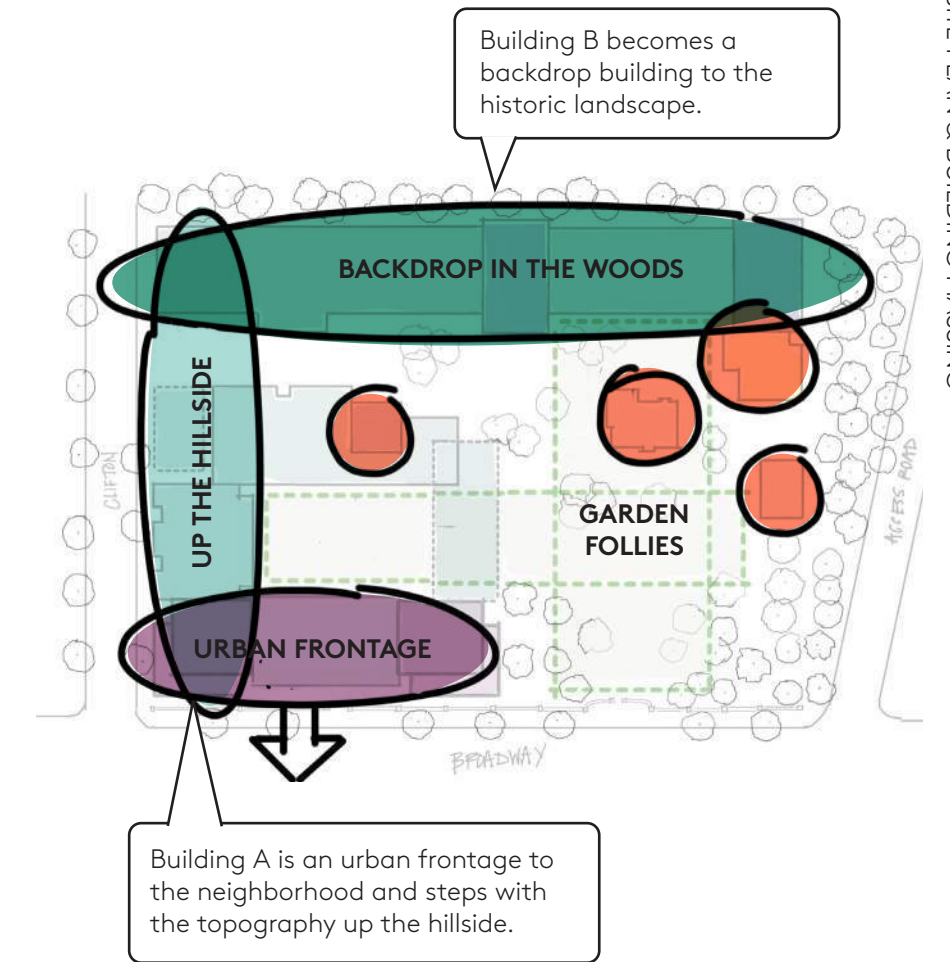 Building B becomes a
backdrop building to the
historic landscape.
BACKDROP IN THE WOODS
UP THE HILLSIDE
CLIFTON
GARDEN
FOLLIES
ACCESS ROAD
URBAN FRONTAGE
BROADWAY
Building A is an urban frontage to
the neighborhood and steps with
the topography up the hillside.